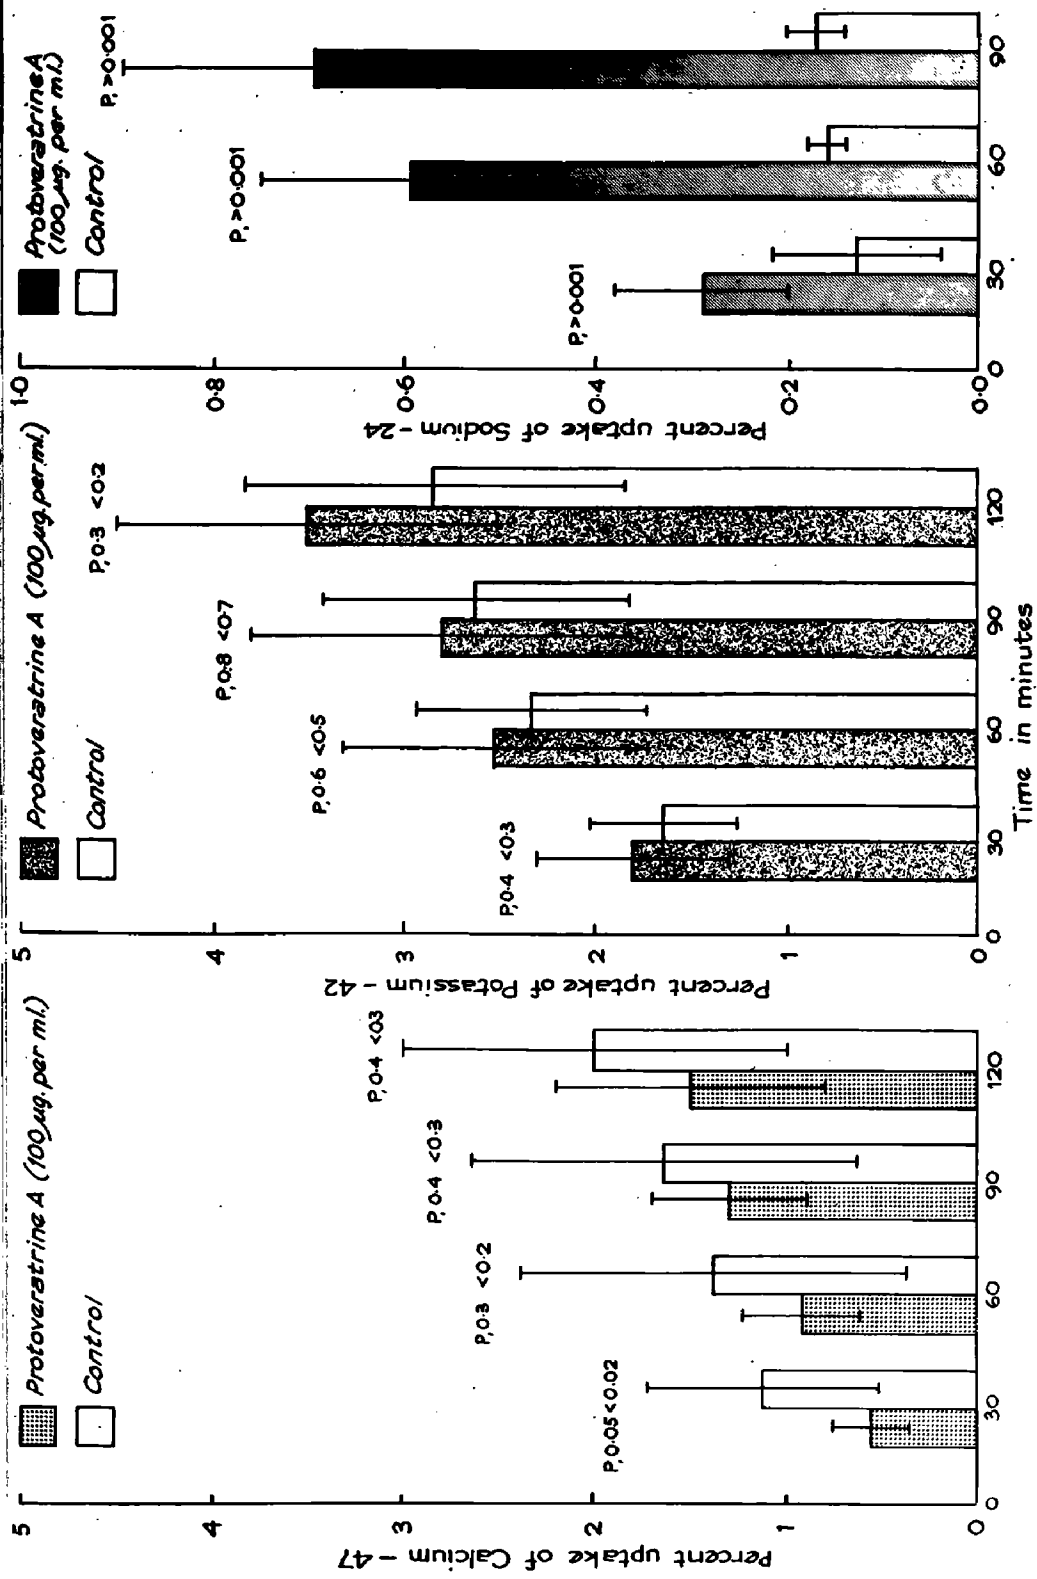 Protoveratrine A (100 µg. per ml.)
Control
Percent uptake of Calcium - 47
5
4
3
2
1
0
P, 0·05 < 0.02
P, 0·3 < 0·2
P, 0·4 < 0·3
P, 0·4 < 03
0 30 60 90 120
Protoveratrine A (100 µg. per ml.)
Control
Percent uptake of Potassium - 42
5
4
3
2
1
0
P, 0·4 < 0·3
P, 0·6 < 0·5
P, 0·8 < 0·7
P, 0·3 < 0·2
0 30 60 90 120
Time in minutes
Protoveratrine A
(100 µg. per ml.)
Control
Percent uptake of Sodium - 24
1·0
0·8
0·6
0·4
0·2
0·0
P, > 0·001
P, > 0·001
P, > 0·001
0 30 60 90